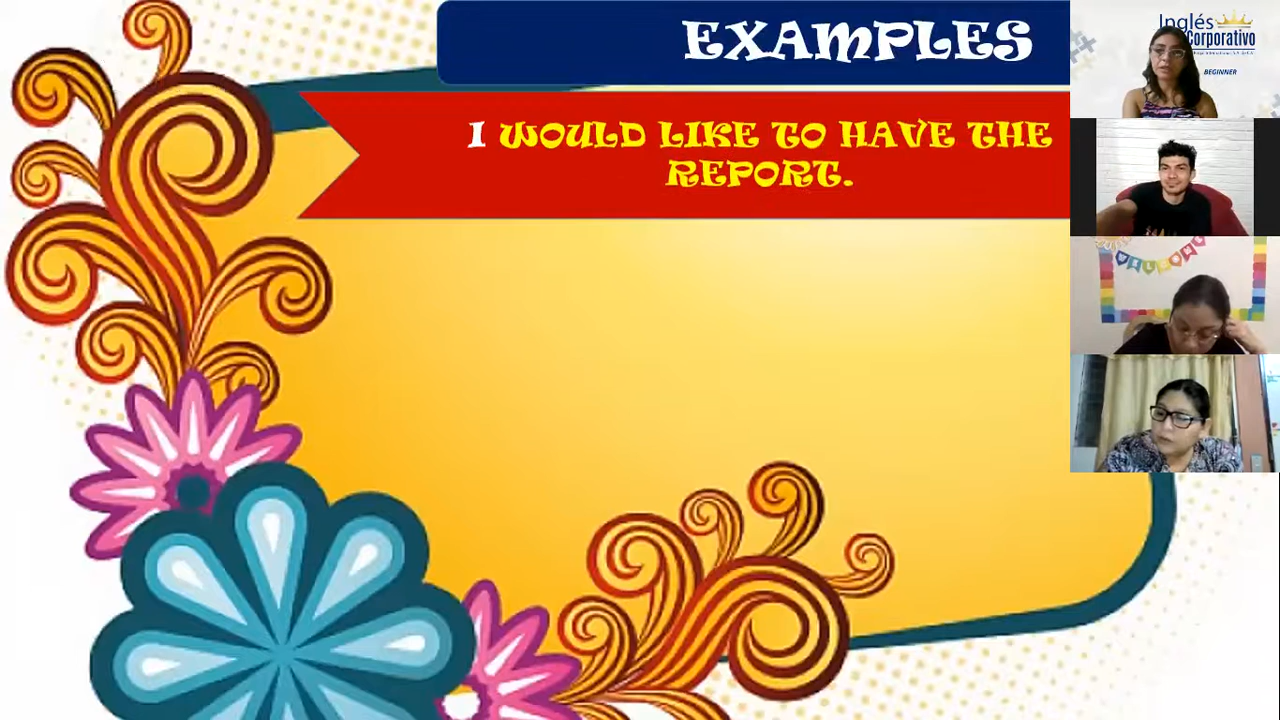 EXAMPLES
I WOULD LIKE TO HAVE THE
REPORT.
Inglés
Corporativo
BEGINNER